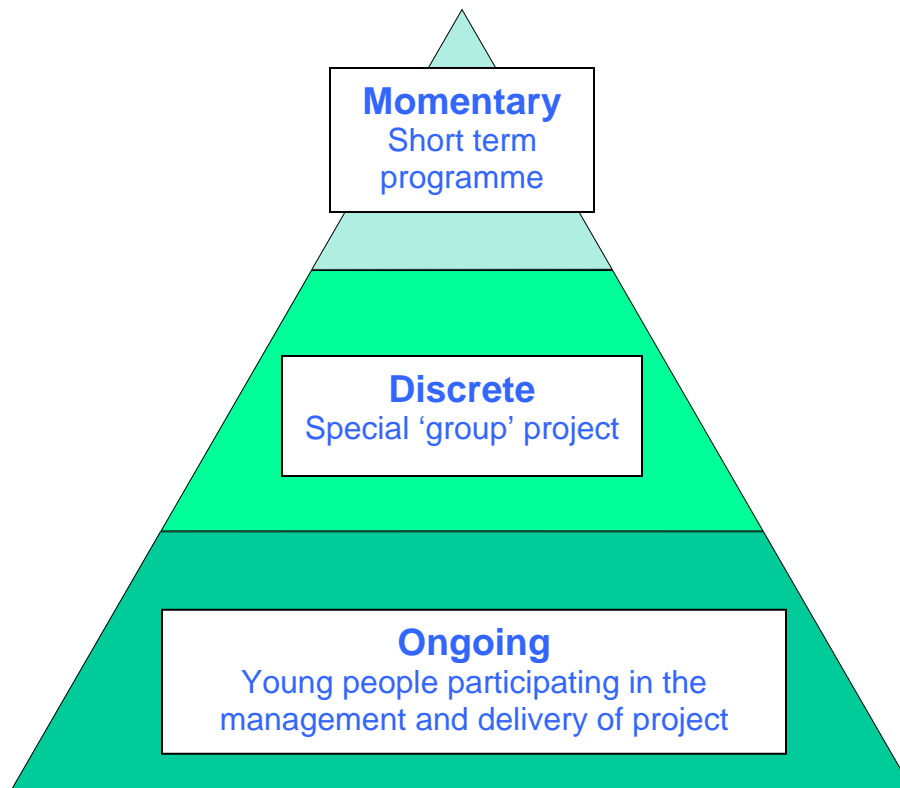 Momentary
Short term
programme
Discrete
Special ‘group’ project
Ongoing
Young people participating in the
management and delivery of project